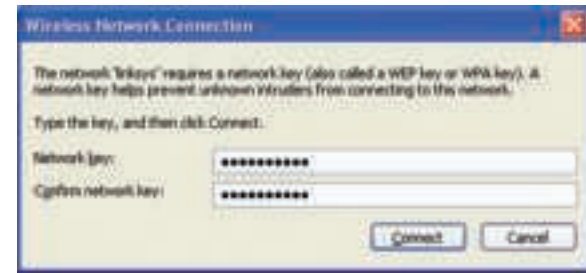 Wireless Network Connection
The network 'linksys' requires a network key (also called a WEP key or WPA key). A
network key helps prevent unknown intruders from connecting to this network.
Type the key, and then click Connect.
Network key: ••••••••••
Confirm network key: ••••••••••
Connect Cancel